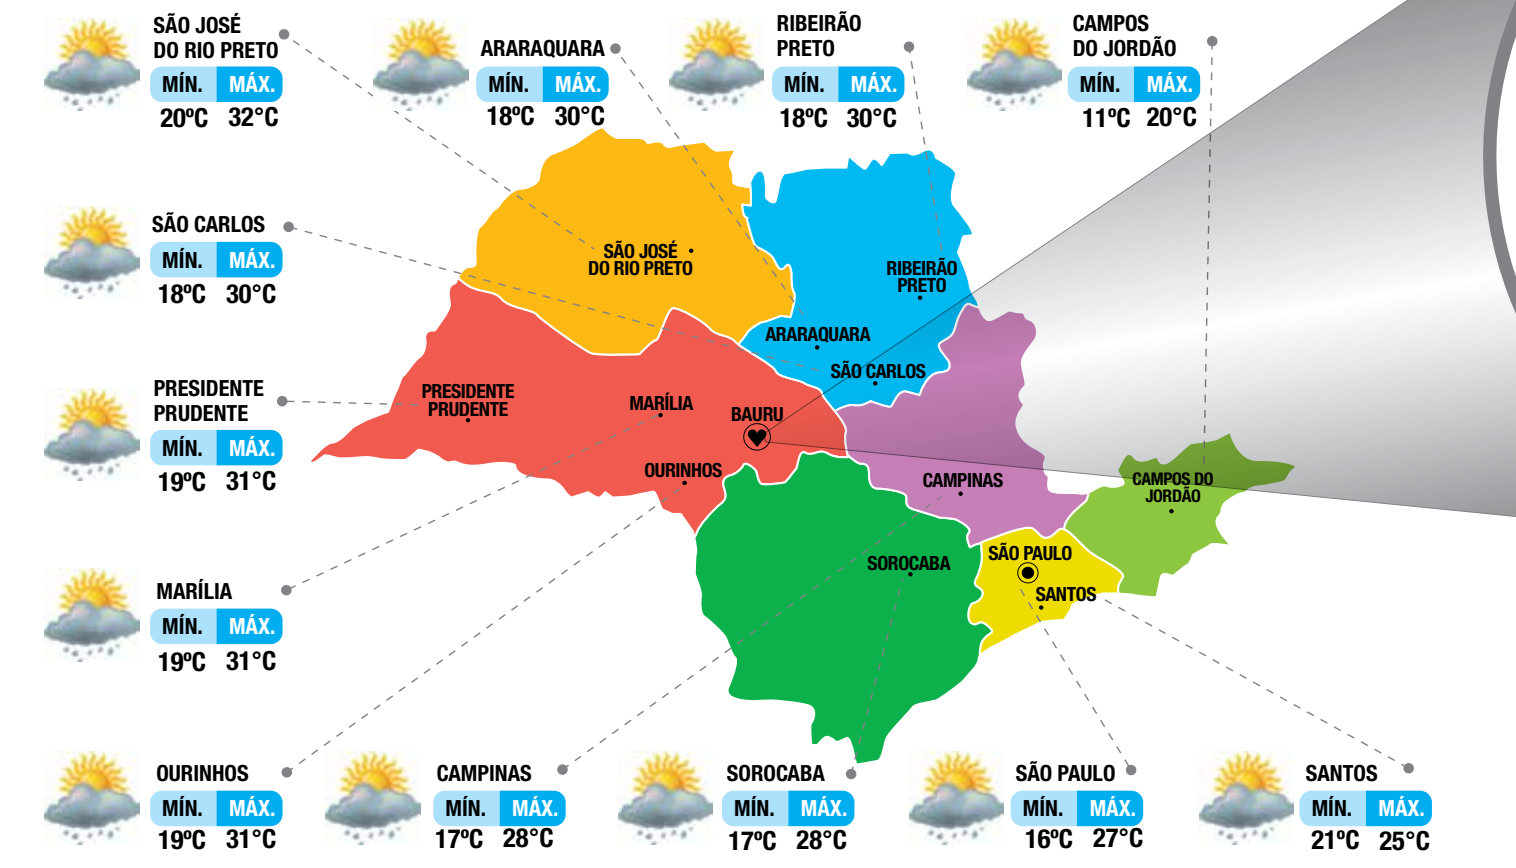 SÃO JOSÉ
DO RIO PRETO
MÍN. MÁX.
20ºC 32°C
ARARAQUARA
MÍN. MÁX.
18ºC 30°C
RIBEIRÃO
PRETO
MÍN. MÁX.
18ºC 30°C
CAMPOS
DO JORDÃO
MÍN. MÁX.
11ºC 20°C
SÃO CARLOS
MÍN. MÁX.
18ºC 30°C
PRESIDENTE
PRUDENTE
MÍN. MÁX.
19ºC 31°C
MARÍLIA
MÍN. MÁX.
19ºC 31°C
SÃO JOSÉ
DO RIO PRETO
RIBEIRÃO
PRETO
ARARAQUARA
SÃO CARLOS
PRESIDENTE
PRUDENTE
MARÍLIA
BAURU
OURINHOS
CAMPINAS
CAMPOS DO
JORDÃO
SÃO PAULO
SOROCABA
SANTOS
OURINHOS
MÍN. MÁX.
19ºC 31°C
CAMPINAS
MÍN. MÁX.
17ºC 28°C
SOROCABA
MÍN. MÁX.
17ºC 28°C
SÃO PAULO
MÍN. MÁX.
16ºC 27°C
SANTOS
MÍN. MÁX.
21ºC 25°C